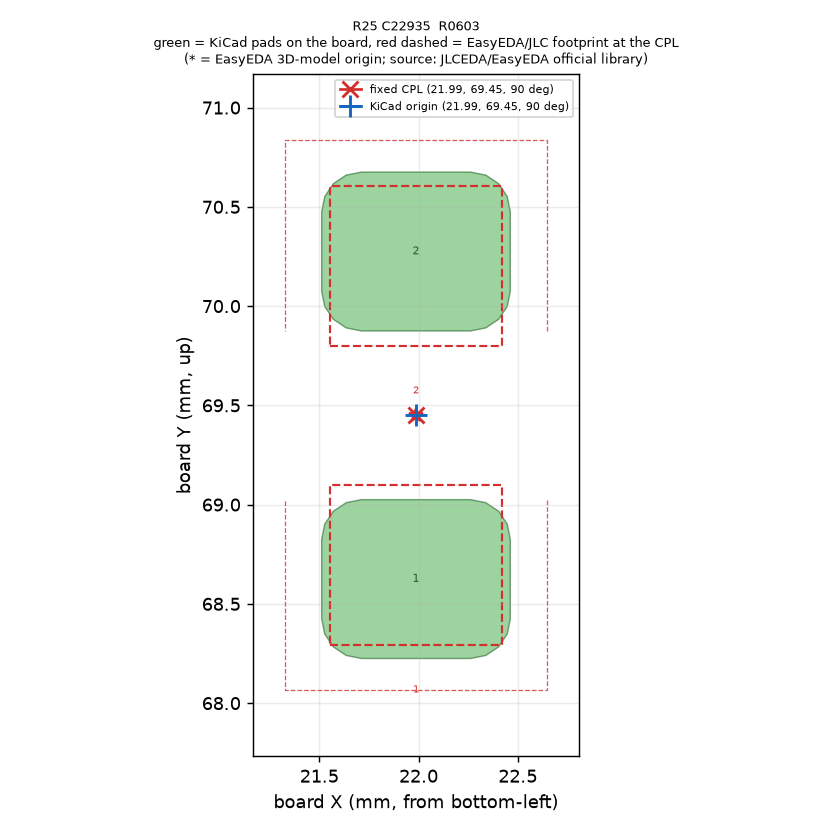 R25 C22935  R0603
green = KiCad pads on the board, red dashed = EasyEDA/JLC footprint at the CPL
(* = EasyEDA 3D-model origin; source: JLCEDA/EasyEDA official library)
fixed CPL (21.99, 69.45, 90 deg)
KiCad origin (21.99, 69.45, 90 deg)
71.0
70.5
2
70.0
2
69.5
69.0
1
68.5
1
68.0
board Y (mm, up)
21.5
22.0
22.5
board X (mm, from bottom-left)